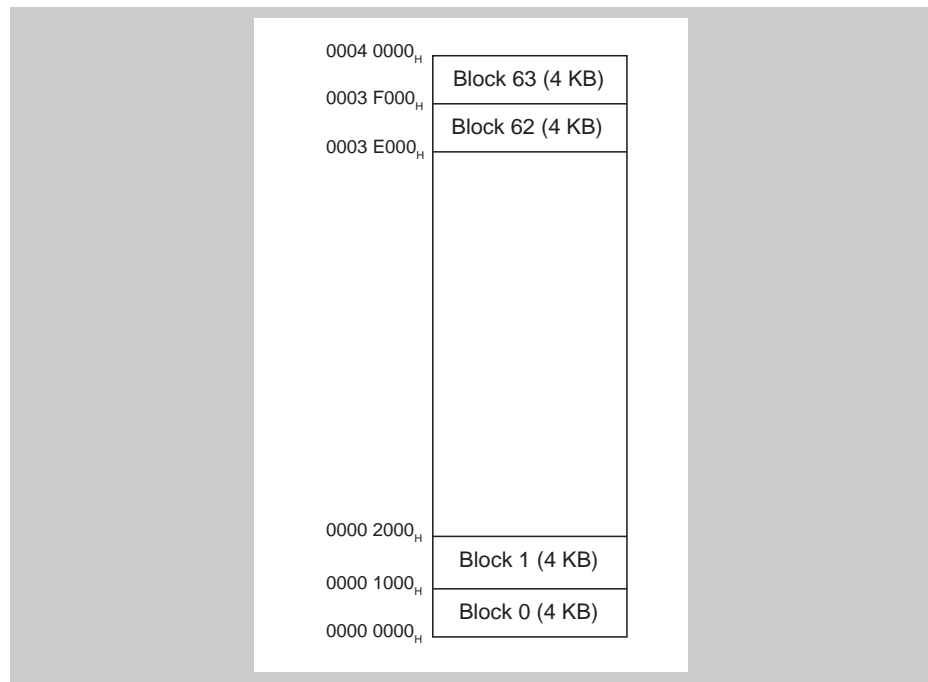 0004 0000H
Block 63 (4 KB)
0003 F000H
Block 62 (4 KB)
0003 E000H
0000 2000H
Block 1 (4 KB)
0000 1000H
Block 0 (4 KB)
0000 0000H